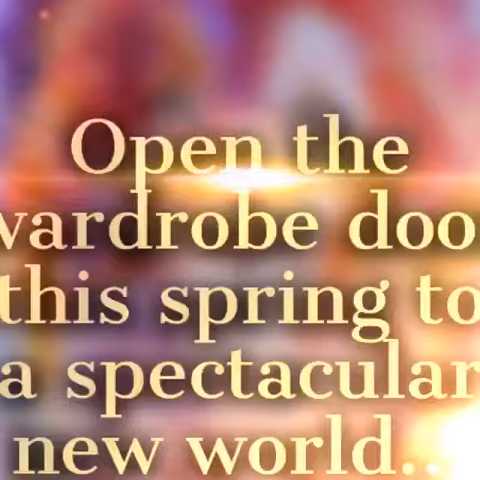 Open the
wardrobe doo
this spring to
a spectacular
new world...